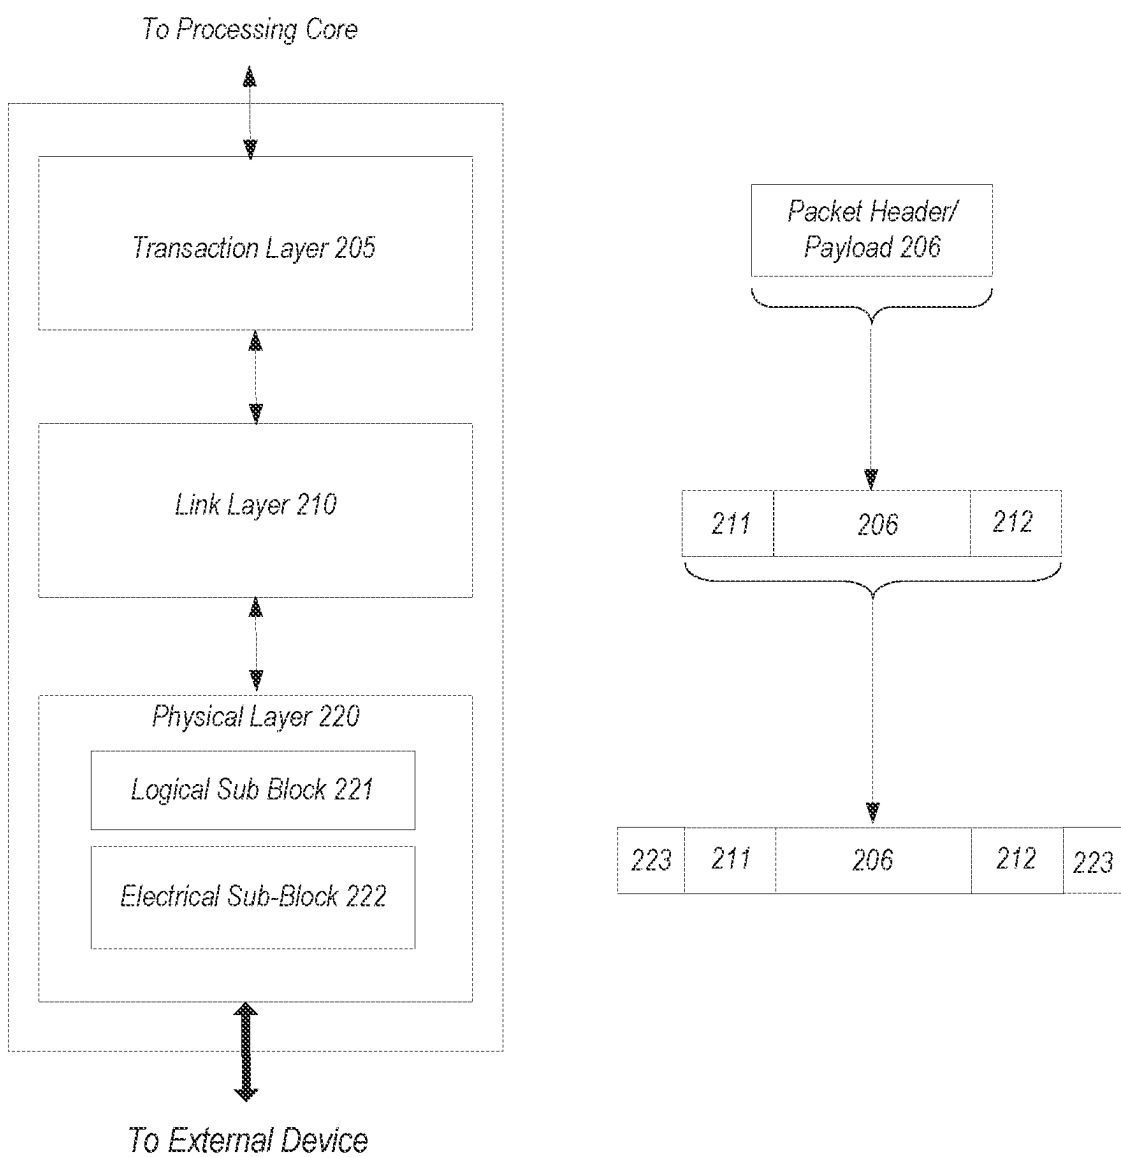 To Processing Core
Transaction Layer 205
Packet Header/
Payload 206
Link Layer 210
211 206 212
Physical Layer 220
Logical Sub Block 221
Electrical Sub-Block 222
223 211 206 212 223
To External Device